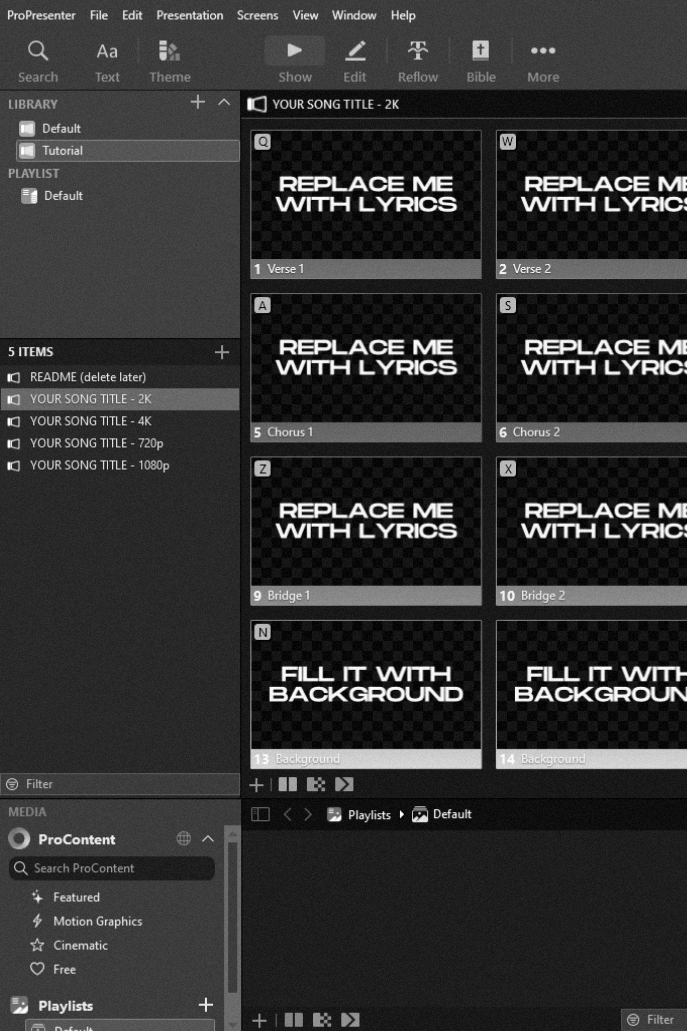 ProPresenter File Edit Presentation Screens View Window Help
Aa
Search Text Theme Show Edit Reflow Bible More
LIBRARY
Default
Tutorial
PLAYLIST
Default
5 ITEMS
README (delete later)
YOUR SONG TITLE - 2K
YOUR SONG TITLE - 4K
YOUR SONG TITLE - 720p
YOUR SONG TITLE - 1080p
Filter
YOUR SONG TITLE - 2K
Q
REPLACE ME
WITH LYRICS
1 Verse 1
W
REPLACE ME
WITH LYRICS
2 Verse 2
A
REPLACE ME
WITH LYRICS
5 Chorus 1
S
REPLACE ME
WITH LYRICS
6 Chorus 2
Z
REPLACE ME
WITH LYRICS
9 Bridge 1
X
REPLACE ME
WITH LYRICS
10 Bridge 2
N
FILL IT WITH
BACKGROUND
13 Background
FILL IT WITH
BACKGROUN
14 Background
MEDIA
ProContent
Search ProContent
Featured
Motion Graphics
Cinematic
Free
Playlists
Default
Playlists Default
Filter